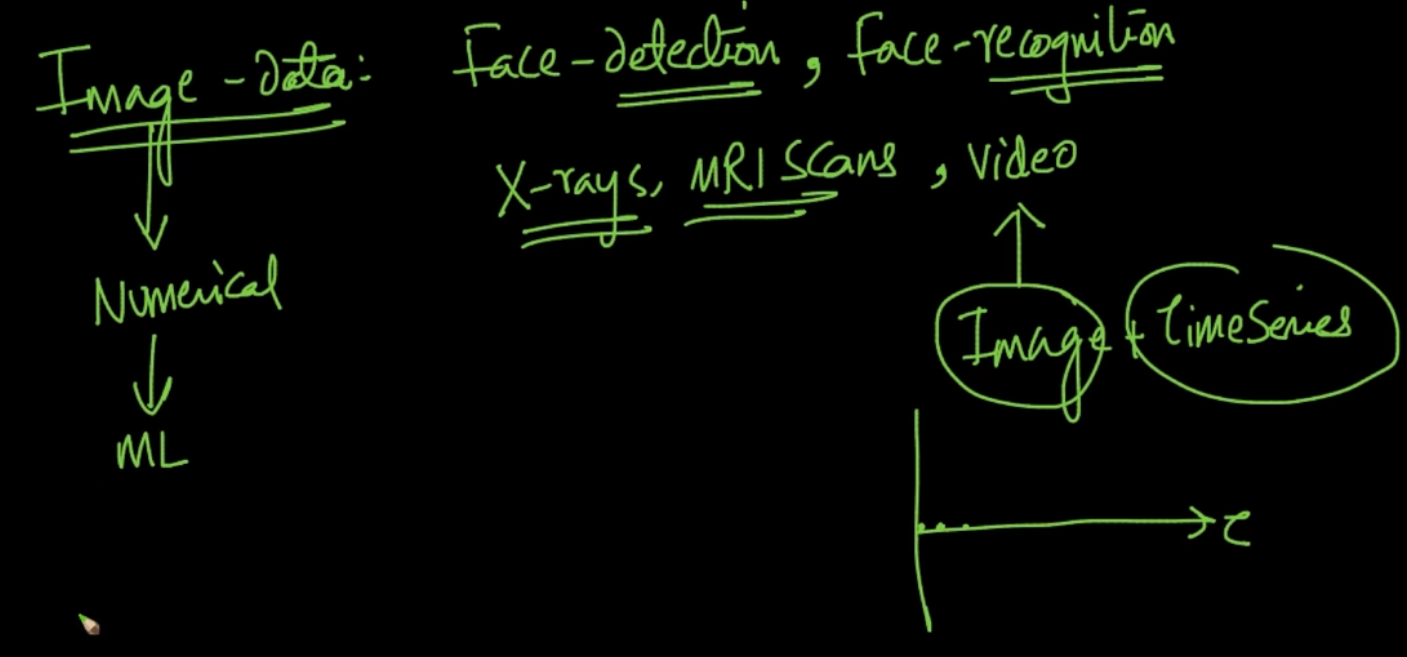 Image-data: Face-detection, face-recognition
X-rays, MRI Scans, Video
Numerical
Image + TimeSeries
ML